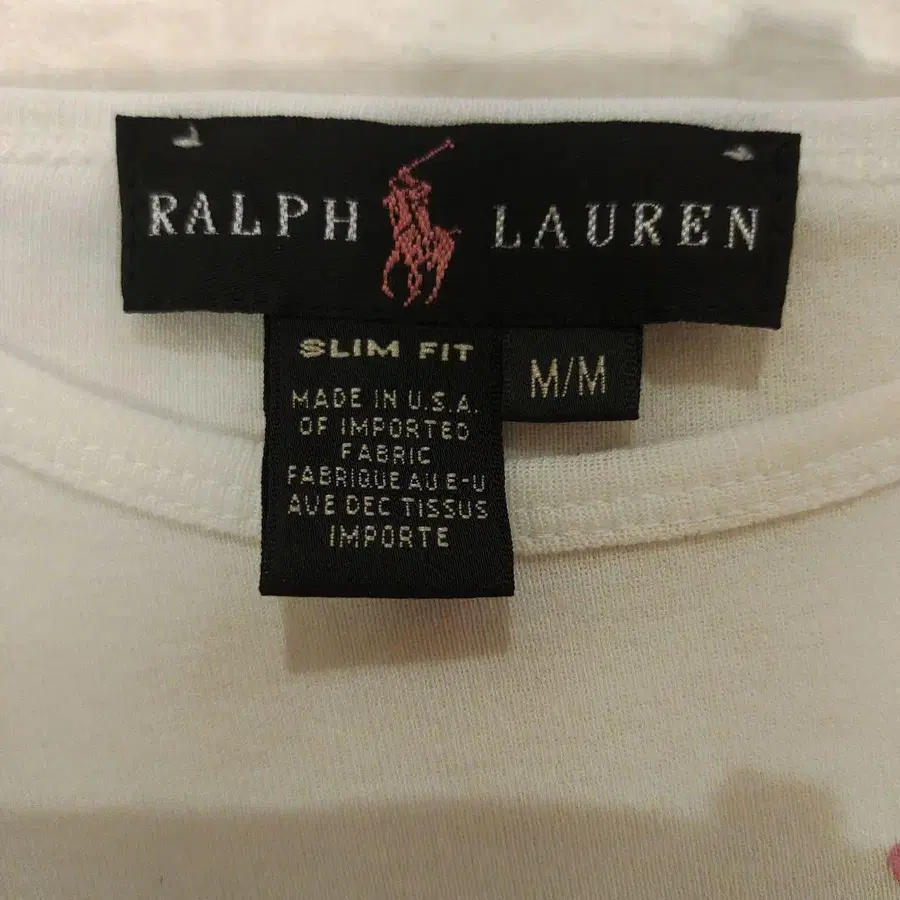 RALPH LAUREN
SLIM FIT
M/M
MADE IN U.S.A.
OF IMPORTED
FABRIC
FABRIQUE AU E-U
AVE DEC TISSUS
IMPORTE